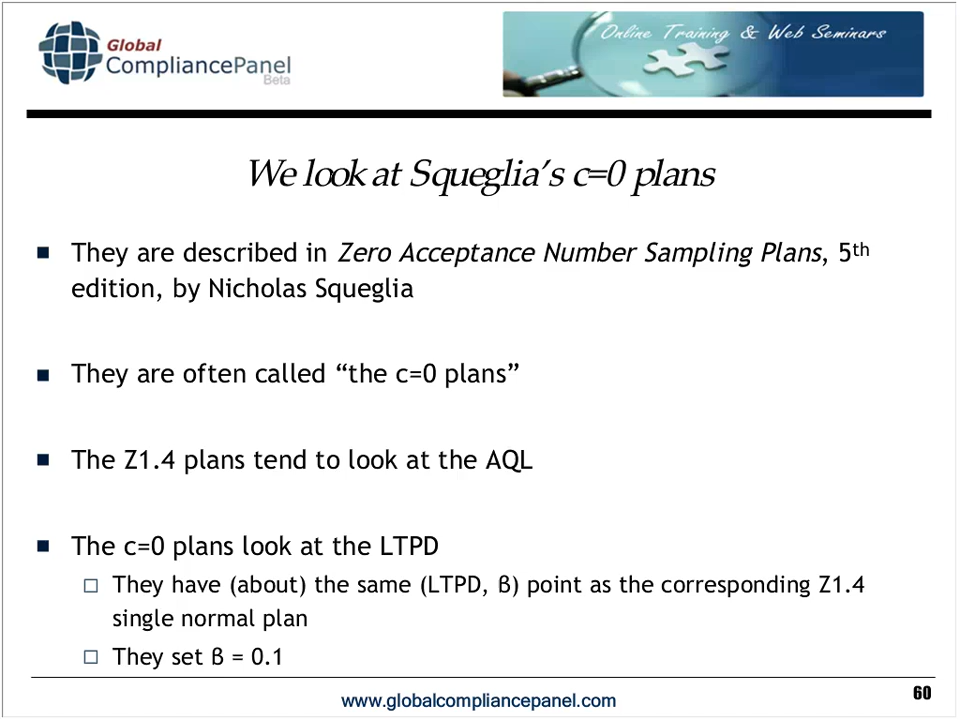 Global
CompliancePanel
Beta
Online Training & Web Seminars
We look at Squeglia’s c=0 plans
They are described in Zero Acceptance Number Sampling Plans, 5th
edition, by Nicholas Squeglia
They are often called “the c=0 plans”
The Z1.4 plans tend to look at the AQL
The c=0 plans look at the LTPD
They have (about) the same (LTPD, ß) point as the corresponding Z1.4
single normal plan
They set ß = 0.1
www.globalcompliancepanel.com
60